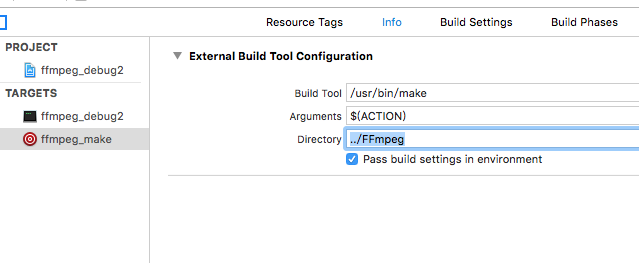 Resource Tags Info Build Settings Build Phases
PROJECT
ffmpeg_debug2
TARGETS
ffmpeg_debug2
ffmpeg_make
External Build Tool Configuration
Build Tool /usr/bin/make
Arguments $(ACTION)
Directory ../FFmpeg
Pass build settings in environment